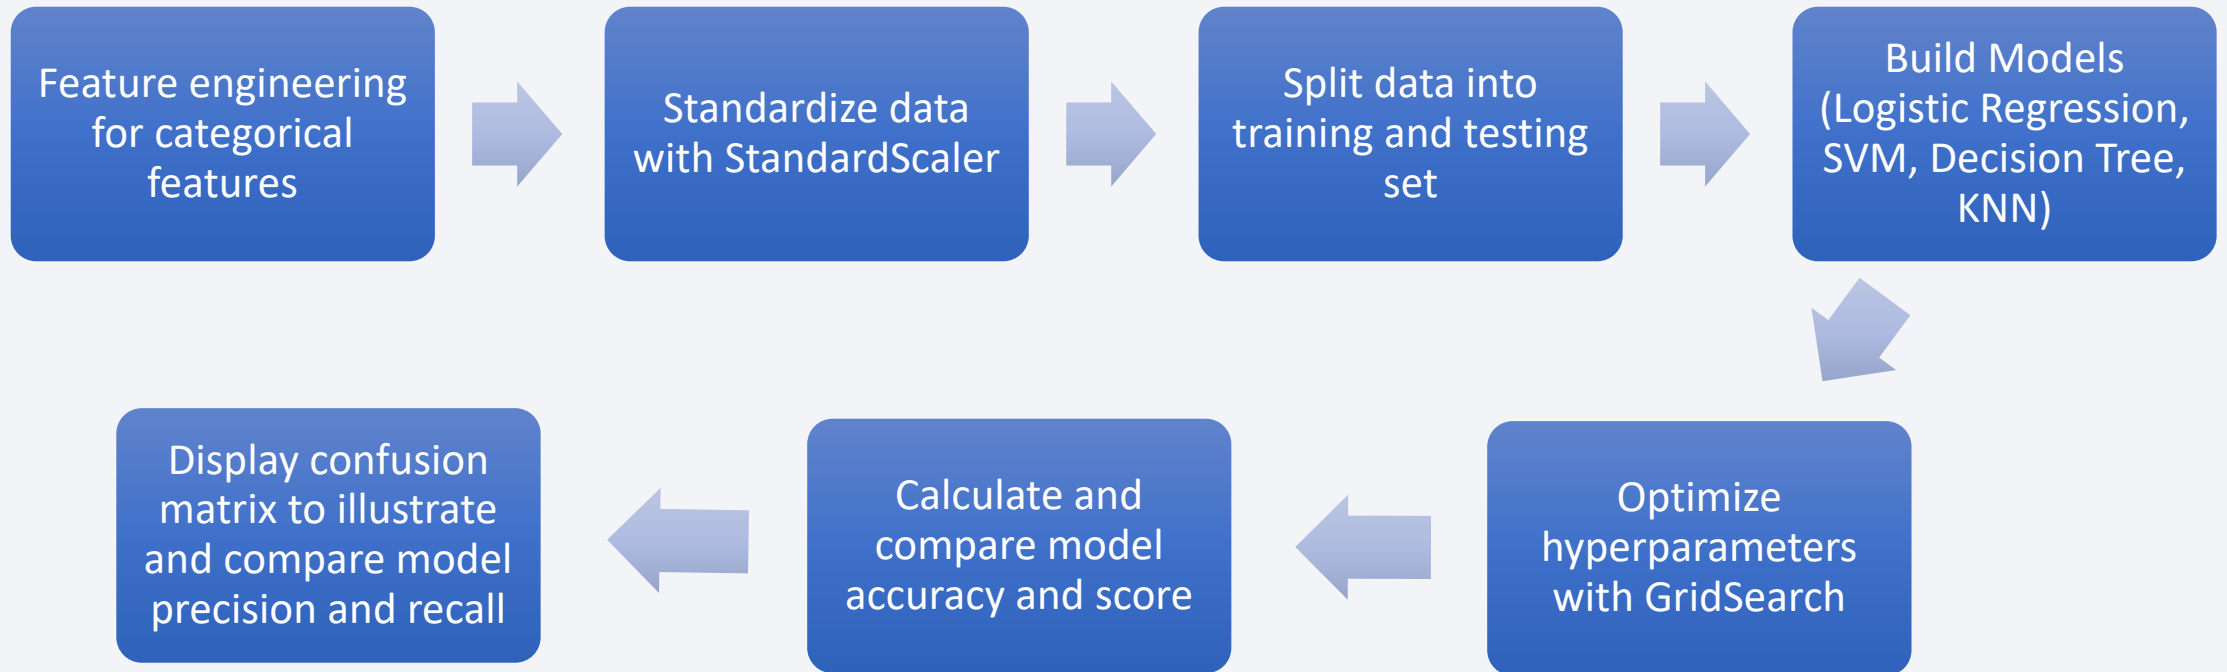 Feature engineering
for categorical
features
Standardize data
with StandardScaler
Split data into
training and testing
set
Build Models
(Logistic Regression,
SVM, Decision Tree,
KNN)
Optimize
hyperparameters
with GridSearch
Calculate and
compare model
accuracy and score
Display confusion
matrix to illustrate
and compare model
precision and recall